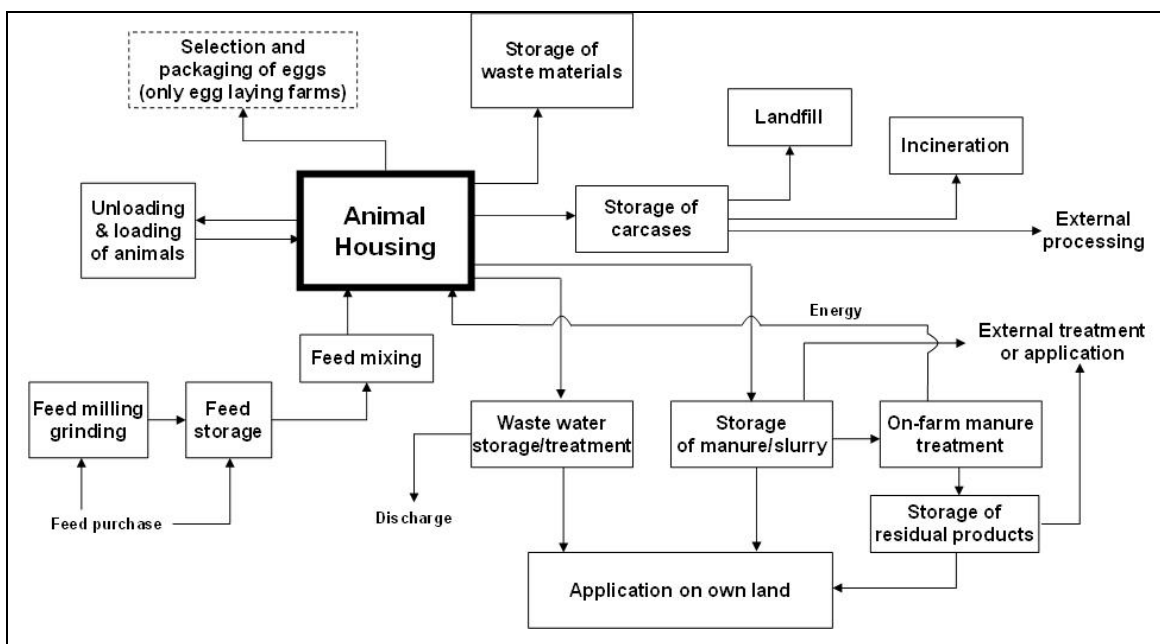 Selection and
packaging of eggs
(only egg laying farms)
Storage of
waste materials
Landfill
Incineration
Unloading
& loading
of animals
Animal
Housing
Storage of
carcases
External
processing
Energy
External treatment
or application
Feed mixing
Feed milling
grinding
Feed
storage
Waste water
storage/treatment
Storage
of manure/slurry
On-farm manure
treatment
Feed purchase
Discharge
Storage of
residual products
Application on own land